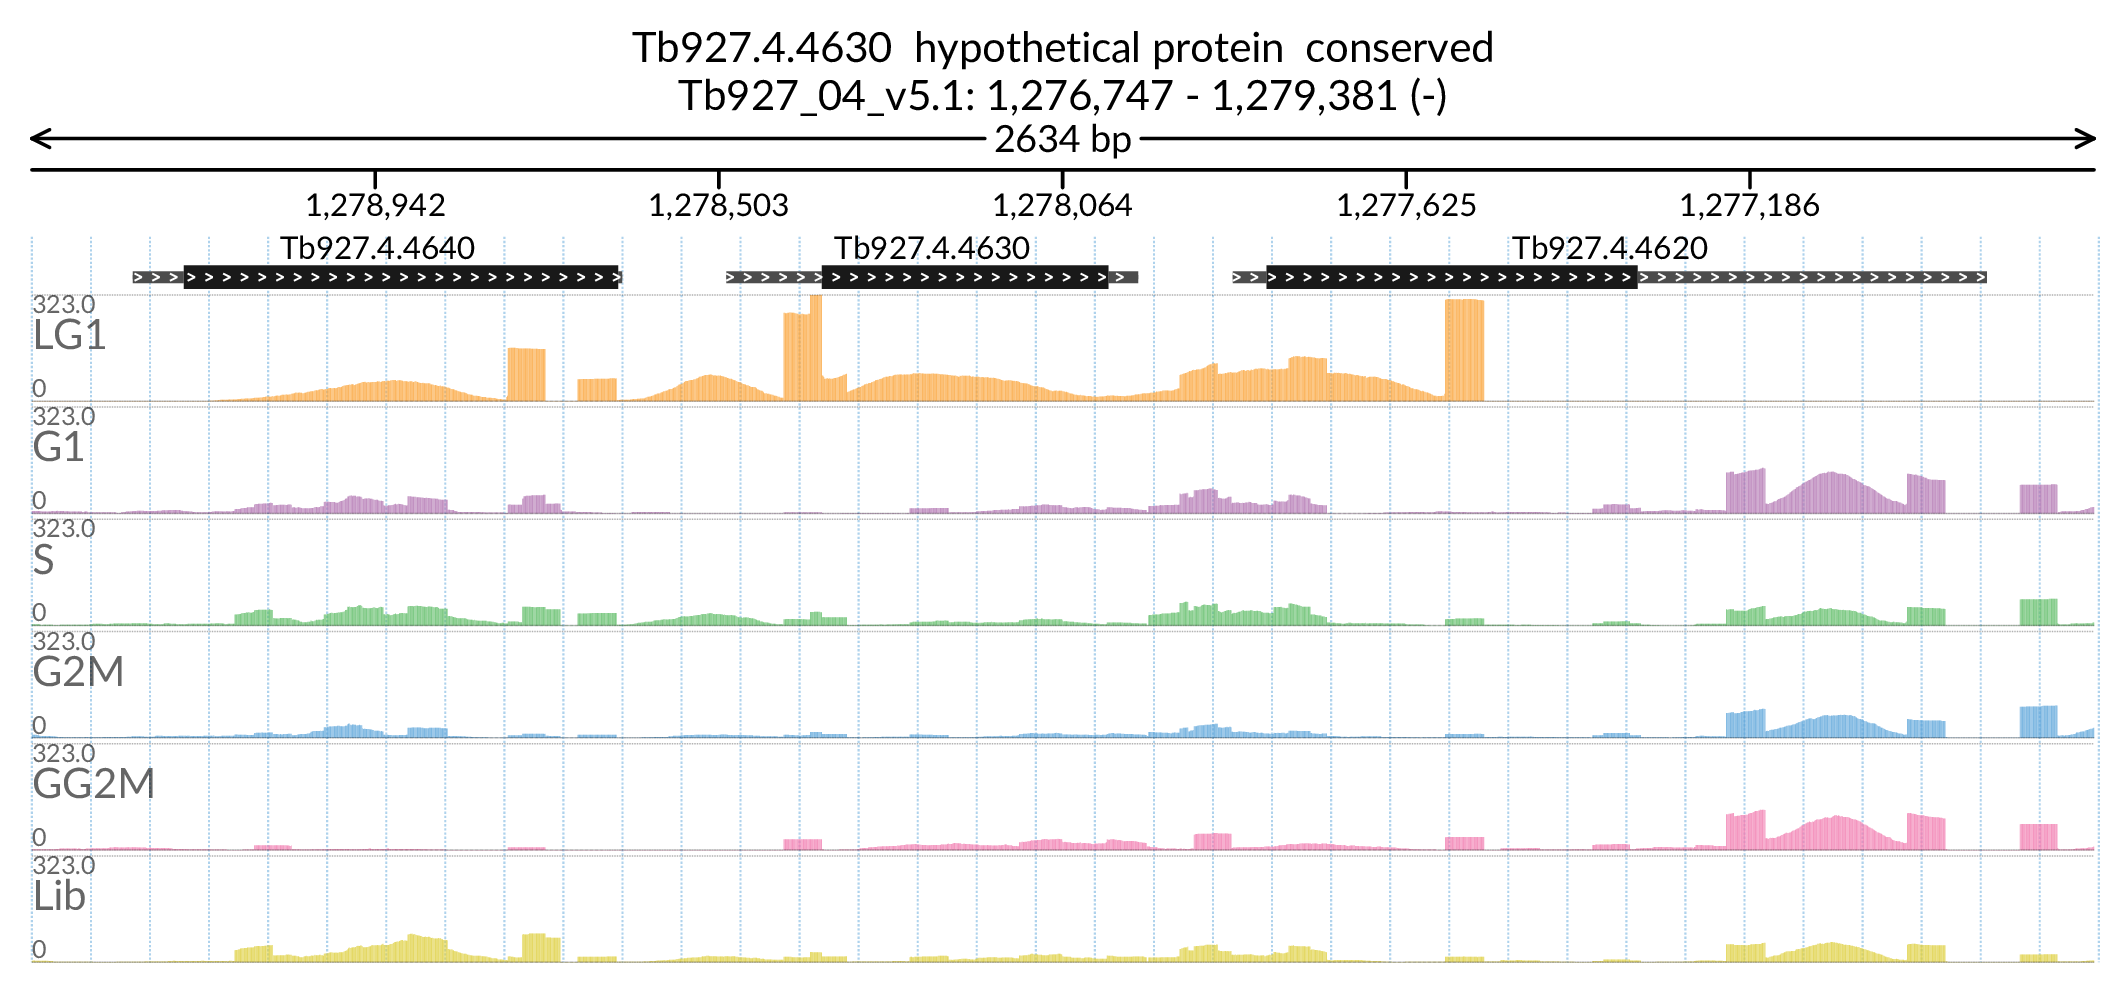 Tb927.4.4630  hypothetical protein  conserved
Tb927_04_v5.1: 1,276,747 - 1,279,381 (-)
2634 bp
1,278,942 1,278,503 1,278,064 1,277,625 1,277,186
Tb927.4.4640 Tb927.4.4630 Tb927.4.4620
323.0
LG1
0
323.0
G1
0
323.0
S
0
323.0
G2M
0
323.0
GG2M
0
323.0
Lib
0